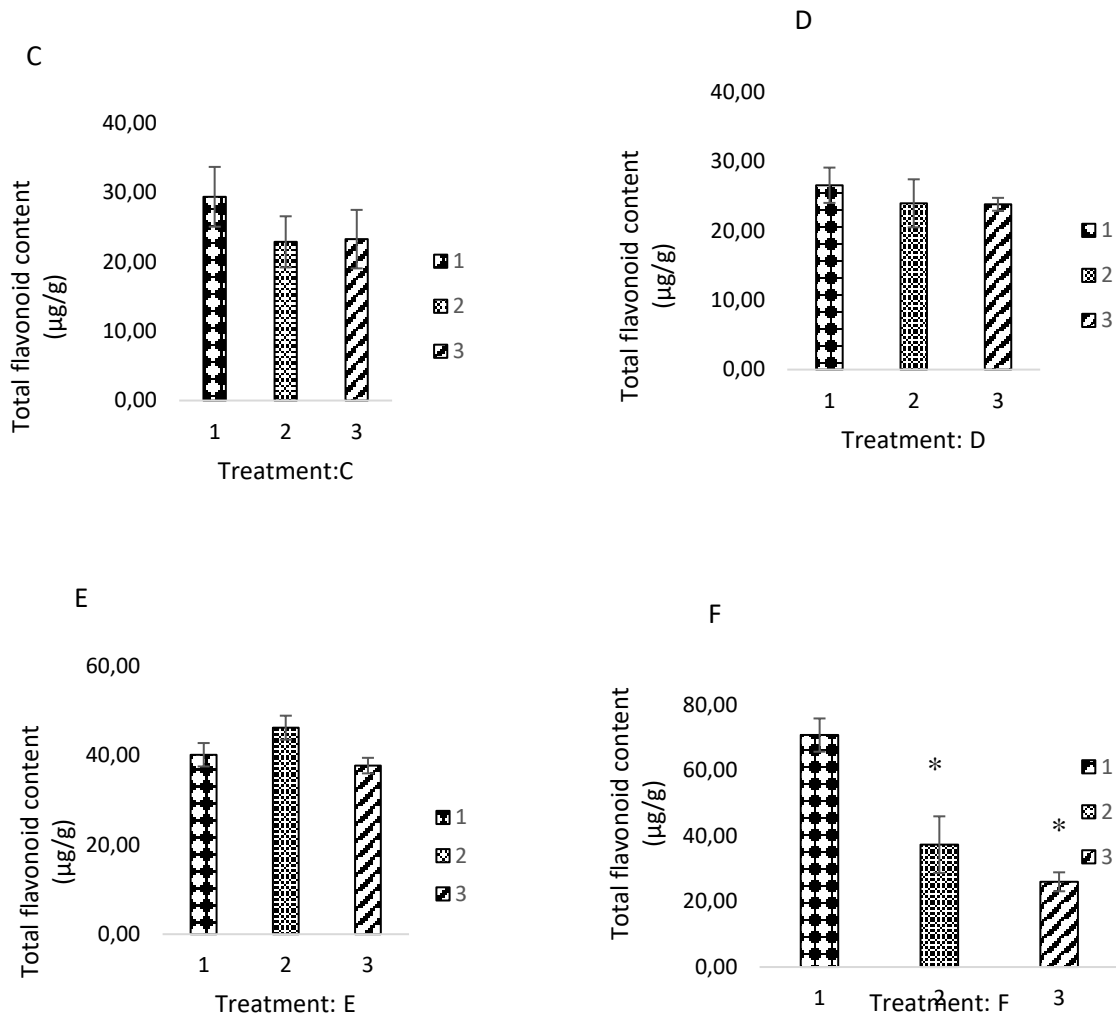 C
Total flavonoid content
(µg/g)
40,00
30,00
20,00
10,00
0,00
1 2 3
Treatment:C
1
2
3
D
Total flavonoid content
(µg/g)
40,00
30,00
20,00
10,00
0,00
1 2 3
Treatment: D
1
2
3
E
Total flavonoid content
(µg/g)
60,00
40,00
20,00
0,00
1 2 3
Treatment: E
1
2
3
F
Total flavonoid content
(µg/g)
80,00
60,00
40,00
20,00
0,00
*
*
1 2 3
Treatment: F
1
2
3